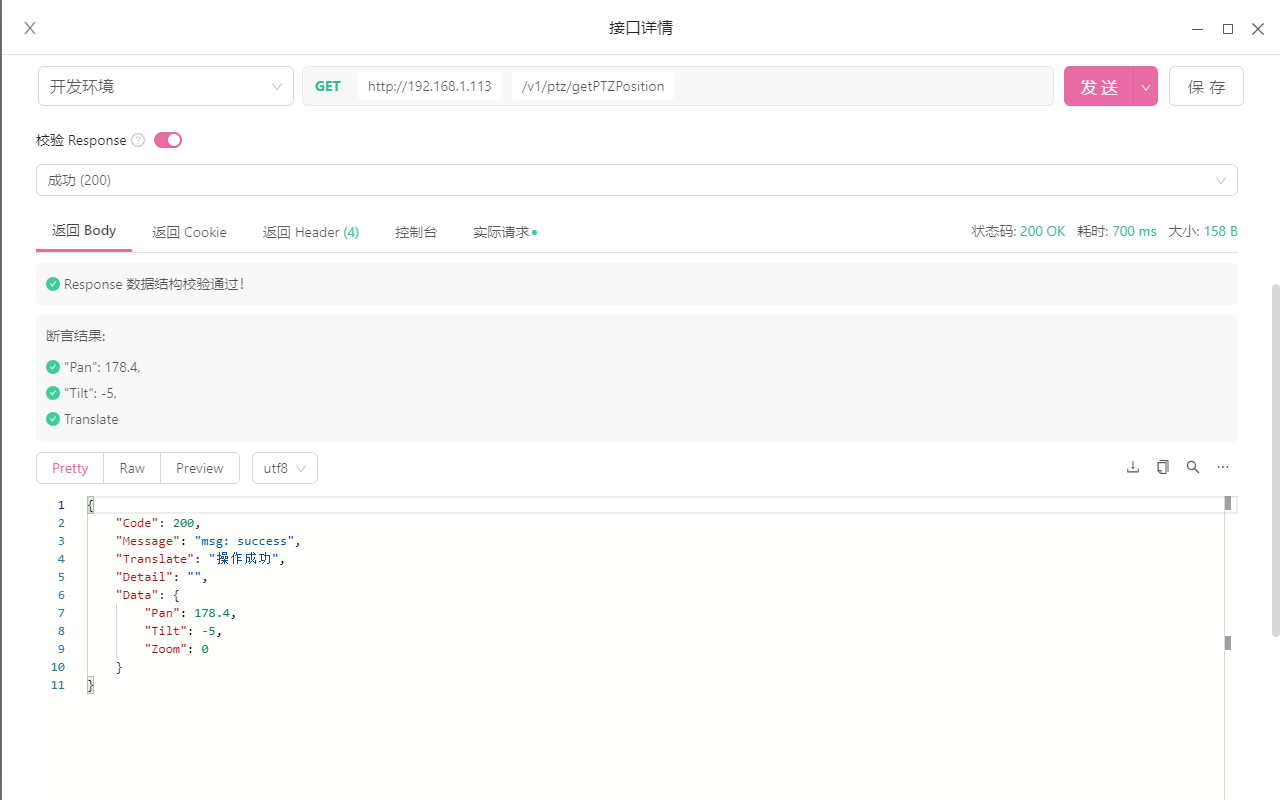 X 接口详情
开发环境 GET http://192.168.1.113 /v1/ptz/getPTZPosition 发 送 保 存
校验 Response ?
成功 (200)
返回 Body 返回 Cookie 返回 Header (4) 控制台 实际请求 状态码: 200 OK 耗时: 700 ms 大小: 158 B
Response 数据结构校验通过!
断言结果:
"Pan": 178.4,
"Tilt": -5,
Translate
Pretty Raw Preview utf8
1 {
2 "Code": 200,
3 "Message": "msg: success",
4 "Translate": "操作成功",
5 "Detail": "",
6 "Data": {
7 "Pan": 178.4,
8 "Tilt": -5,
9 "Zoom": 0
10 }
11 }